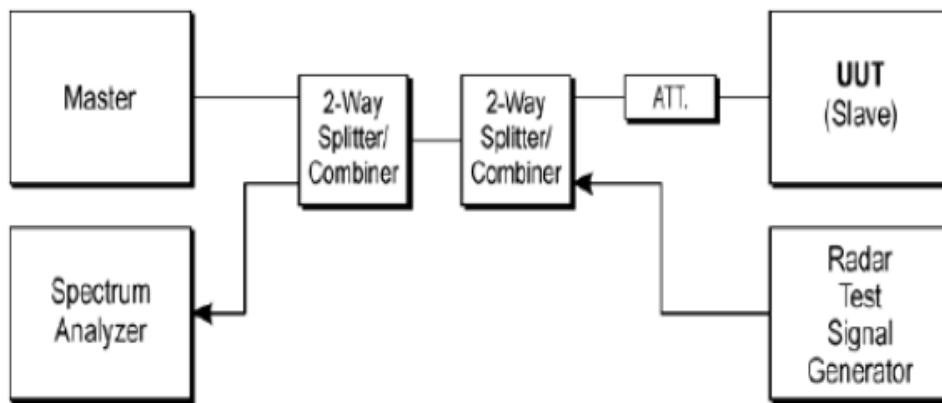 Master
2-Way
Splitter/
Combiner
2-Way
Splitter/
Combiner
ATT.
UUT
(Slave)
Spectrum
Analyzer
Radar
Test
Signal
Generator